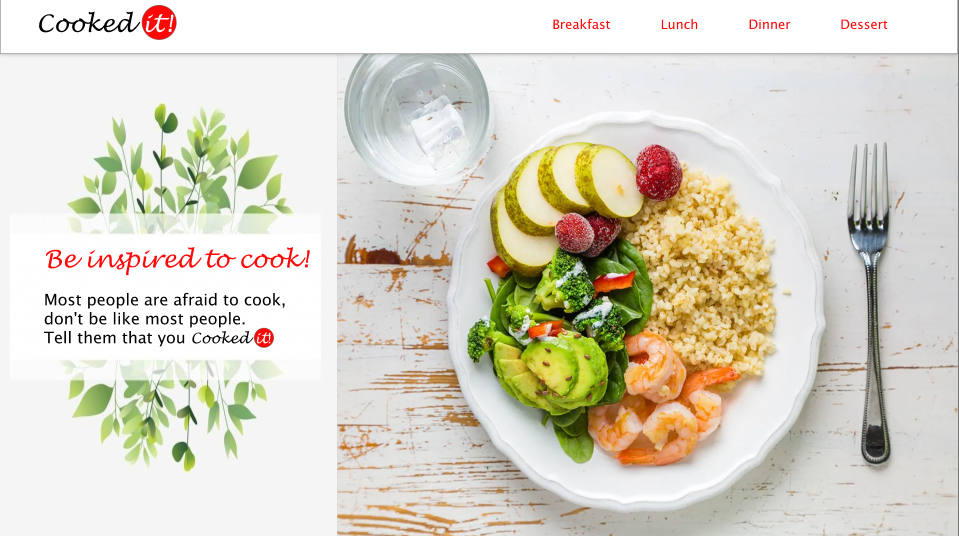 Cooked it!
Breakfast Lunch Dinner Dessert
Be inspired to cook!
Most people are afraid to cook,
don't be like most people.
Tell them that you Cooked it!